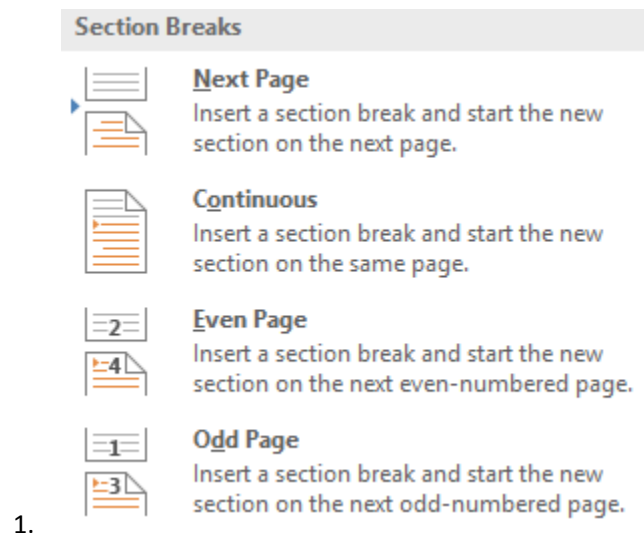 Section Breaks
Next Page
Insert a section break and start the new
section on the next page.
Continuous
Insert a section break and start the new
section on the same page.
2
Even Page
4
Insert a section break and start the new
section on the next even-numbered page.
1
Odd Page
3
Insert a section break and start the new
section on the next odd-numbered page.
1.